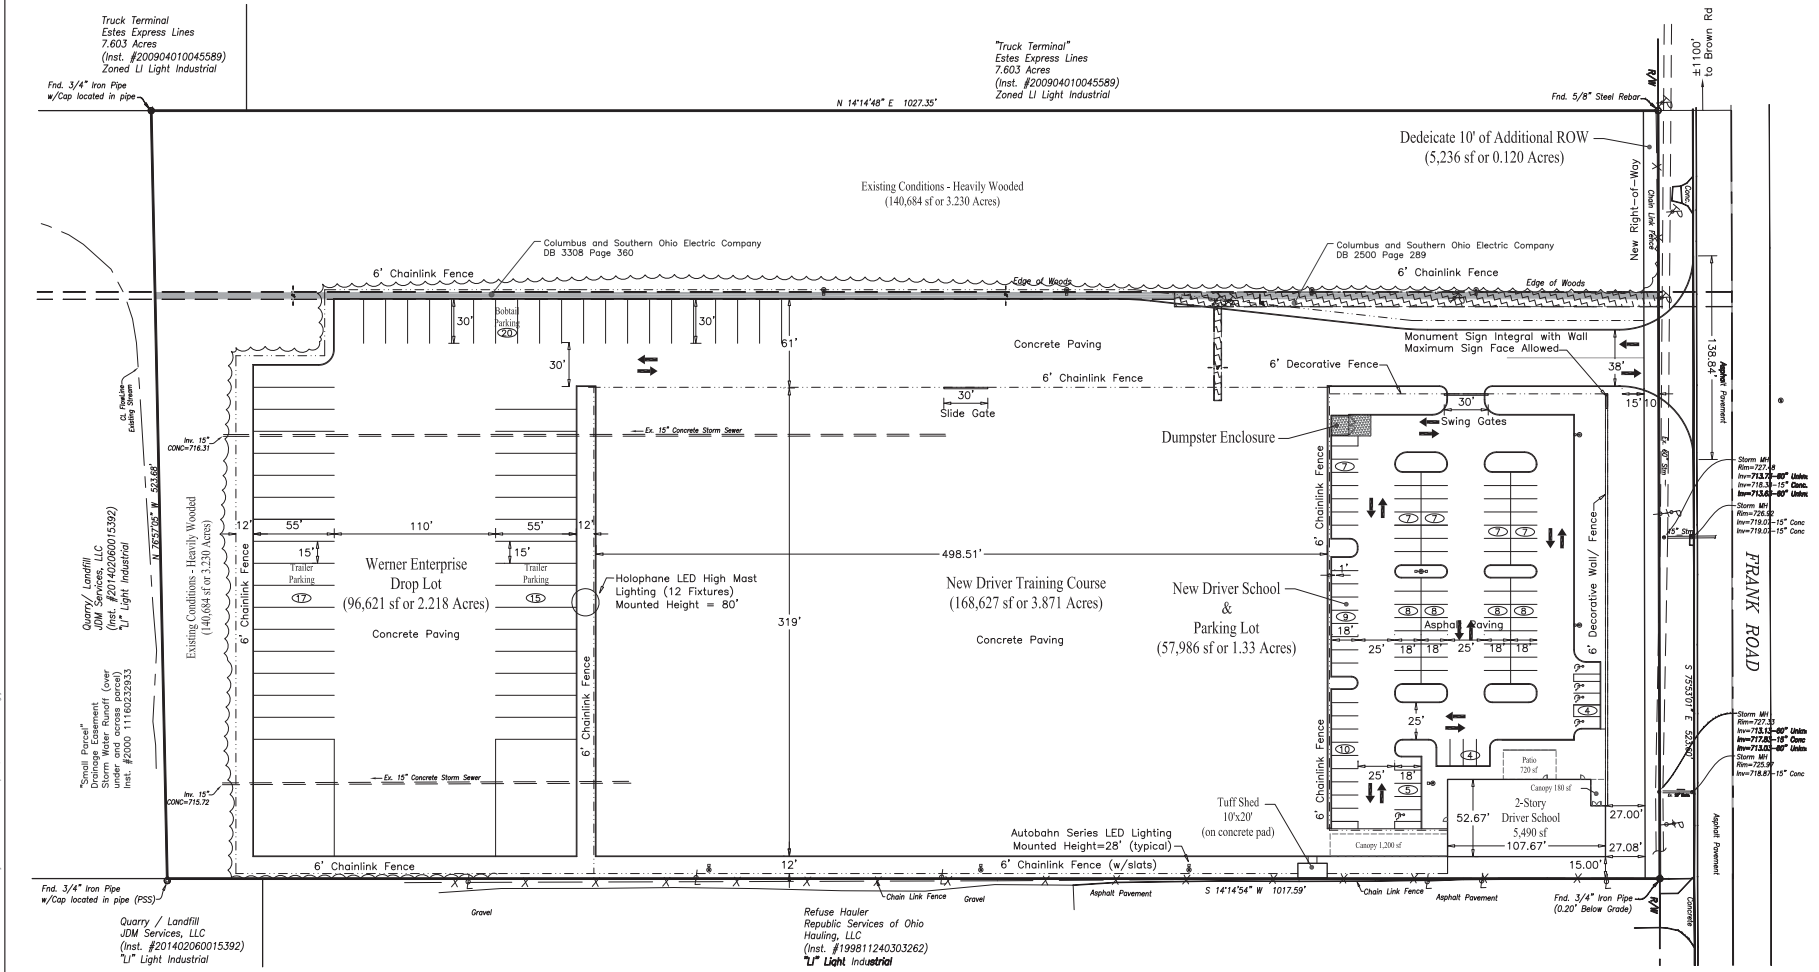 Truck Terminal
Estes Express Lines
7.603 Acres
(Inst. #200904010045589)
Zoned LI Light Industrial
Fnd. 3/4" Iron Pipe
w/Cap located in pipe
"Truck Terminal"
Estes Express Lines
7.603 Acres
(Inst. #200904010045589)
Zoned LI Light Industrial
N 14°14'48" E 1027.35'
Fnd. 5/8" Steel Rebar
R/W
±1100'
to Brown Rd
Dedeicate 10' of Additional ROW
(5,236 sf or 0.120 Acres)
New Right-of-Way
Chain Link Fence
Conc.
Existing Conditions - Heavily Wooded
(140,684 sf or 3.230 Acres)
Columbus and Southern Ohio Electric Company
DB 3308 Page 360
6' Chainlink Fence
Columbus and Southern Ohio Electric Company
DB 2500 Page 289
6' Chainlink Fence
Edge of Woods
Edge of Woods
30'
Bobtail
Parking
20
30'
61'
30'
Concrete Paving
Monument Sign Integral with Wall
Maximum Sign Face Allowed
38'
138.84'
Asphalt Pavement
6' Decorative Fence
6' Chainlink Fence
30'
Slide Gate
30'
Swing Gates
15'
10'
Dumpster Enclosure
CL FlowLine
Existing Stream
Inv. 15"
CONC=716.31
Ex. 15" Concrete Storm Sewer
N 76°57'05" W 523.68'
Quarry/ Landfill
JDM Services, LLC
(Inst. #201402060015392)
"LI" Light Industrial
Existing Conditions - Heavily Wooded
(140,684 sf or 3.230 Acres)
6' Chainlink Fence
12'
55'
110'
55'
12'
15'
15'
Trailer
Parking
17
Werner Enterprise
Drop Lot
(96,621 sf or 2.218 Acres)
Concrete Paving
Trailer
Parking
15
Holophane LED High Mast
Lighting (12 Fixtures)
Mounted Height = 80'
6' Chainlink Fence
498.51'
319'
New Driver Training Course
(168,627 sf or 3.871 Acres)
Concrete Paving
New Driver School
&
Parking Lot
(57,986 sf or 1.33 Acres)
6' Chainlink Fence
7
7
7
7
7
1'
9
8
8
8
8
Asphalt Paving
18'
25'
18'
18'
25'
18'
18'
6' Decorative Wall/ Fence
4
25'
10
4
25'
18'
5
6' Chainlink Fence
Ex. 60" Stm
15" Stm
Storm MH
Rim=727.48
Storm MH
Rim=726.92
Inv=719.07-15" Conc
Inv=719.07-15" Conc
FRANK ROAD
S 75°53'01" E 523.60'
Storm MH
Rim=727.33
Storm MH
Rim=725.97
Inv=718.87-15" Conc
Asphalt Pavement
Concrete
"Small Parcel"
Drainage Easement
Storm Water Runoff (over
under and across parcel)
Inst. #2000 11160232933
Inv. 15"
CONC=715.72
Ex. 15" Concrete Storm Sewer
Patio
720 sf
Canopy 180 sf
2-Story
Driver School
5,490 sf
52.67'
107.67'
27.00'
27.08'
15.00'
Canopy 1,200 sf
Tuff Shed
10'x20'
(on concrete pad)
Autobahn Series LED Lighting
Mounted Height=28' (typical)
6' Chainlink Fence
12'
6' Chainlink Fence (w/slats)
Fnd. 3/4" Iron Pipe
w/Cap located in pipe (PSS)
Gravel
Chain Link Fence
Gravel
Asphalt Pavement
S 14°14'54" W 1017.59'
Chain Link Fence
Asphalt Pavement
Fnd. 3/4" Iron Pipe
(0.20' Below Grade)
R/W
Quarry / Landfill
JDM Services, LLC
(Inst. #201402060015392)
"LI" Light Industrial
Refuse Hauler
Republic Services of Ohio
Hauling, LLC
(Inst. #199811240303262)
"LI" Light Industrial